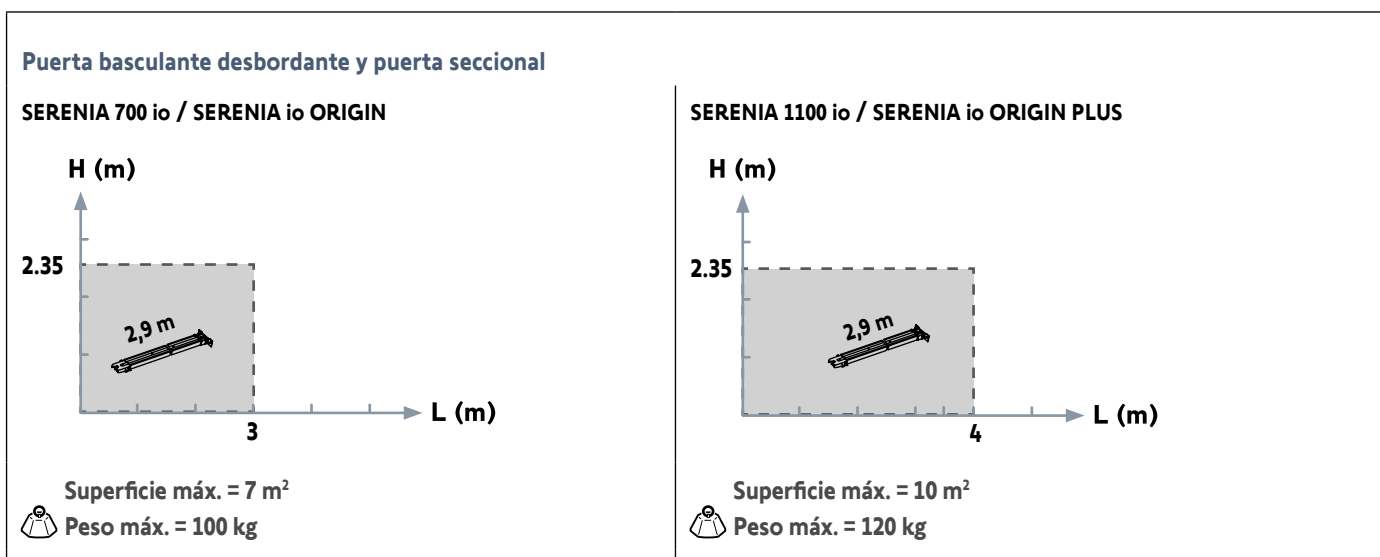 Puerta basculante desbordante y puerta seccional
SERENIA 700 io / SERENIA io ORIGIN
H (m)
2.35
2,9 m
L (m)
3
Superficie máx. = 7 m²
Peso máx. = 100 kg
SERENIA 1100 io / SERENIA io ORIGIN PLUS
H (m)
2.35
2,9 m
L (m)
4
Superficie máx. = 10 m²
Peso máx. = 120 kg